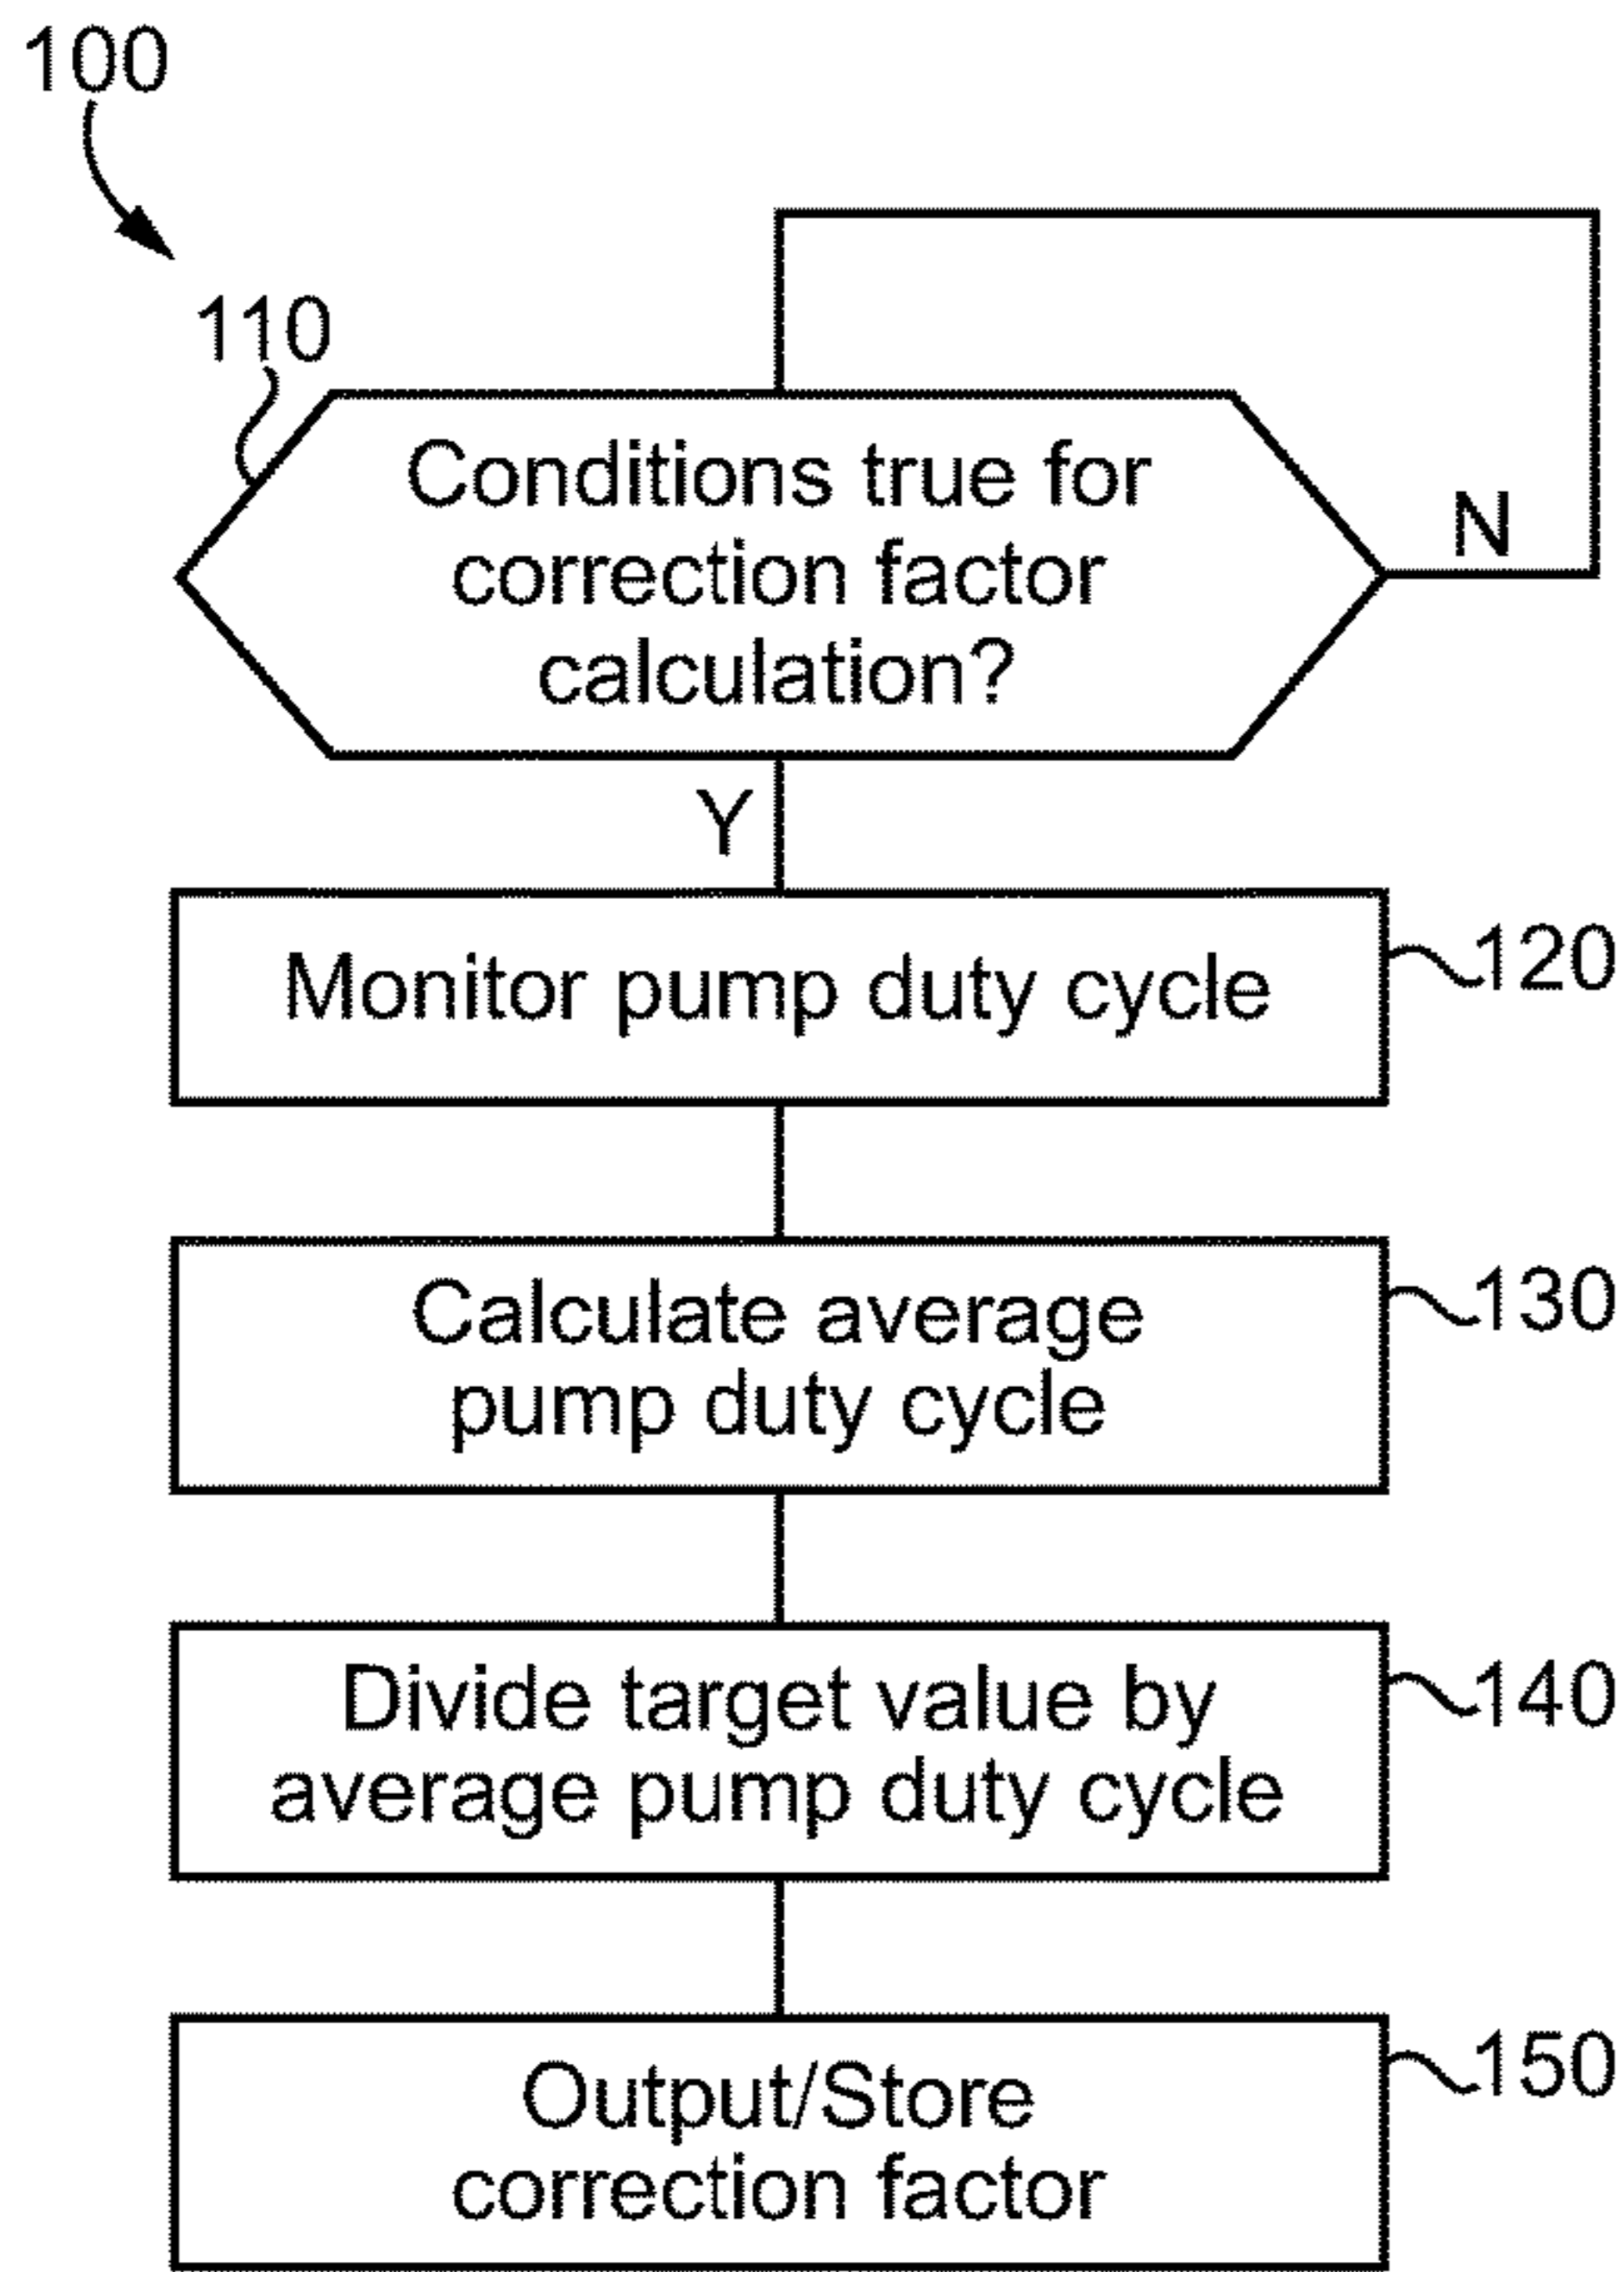 100
110
Conditions true for
correction factor
calculation?
N
Y
Monitor pump duty cycle
120
Calculate average
pump duty cycle
130
Divide target value by
average pump duty cycle
140
Output/Store
correction factor
150